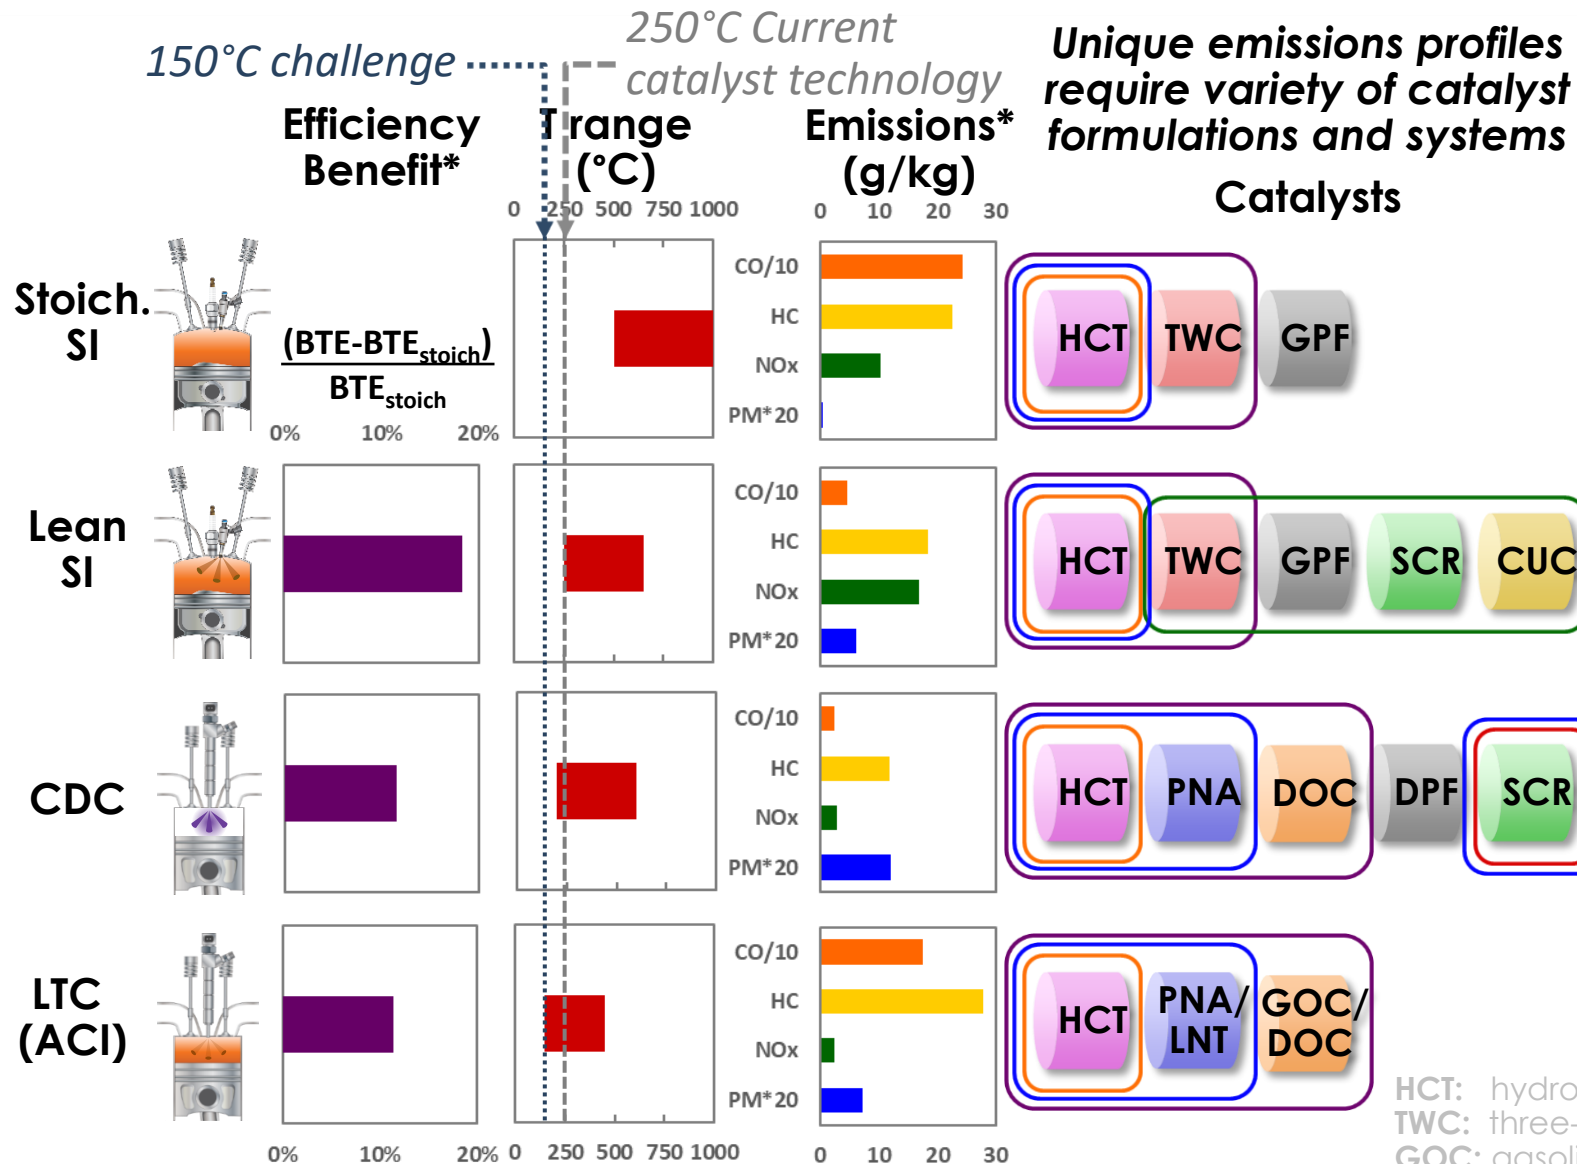 150°C challenge
250°C Current
catalyst technology
Unique emissions profiles
require variety of catalyst
formulations and systems
Efficiency
Benefit*
T range
(°C)
Emissions*
(g/kg)
Catalysts
0 250 500 750 1000
0 10 20 30
Stoich.
SI
(BTE-BTEstoich)
BTEstoich
0% 10% 20%
CO/10
HC
NOx
PM*20
HCT TWC GPF
Lean
SI
CO/10
HC
NOx
PM*20
HCT TWC GPF SCR CUC
CDC
CO/10
HC
NOx
PM*20
HCT PNA DOC DPF SCR
LTC
(ACI)
CO/10
HC
NOx
PM*20
HCT
PNA/
LNT
GOC/
DOC
0% 10% 20%
0 250 500 750 1000
0 10 20 30
HCT: hydro
TWC: three-
GOC: gasoli